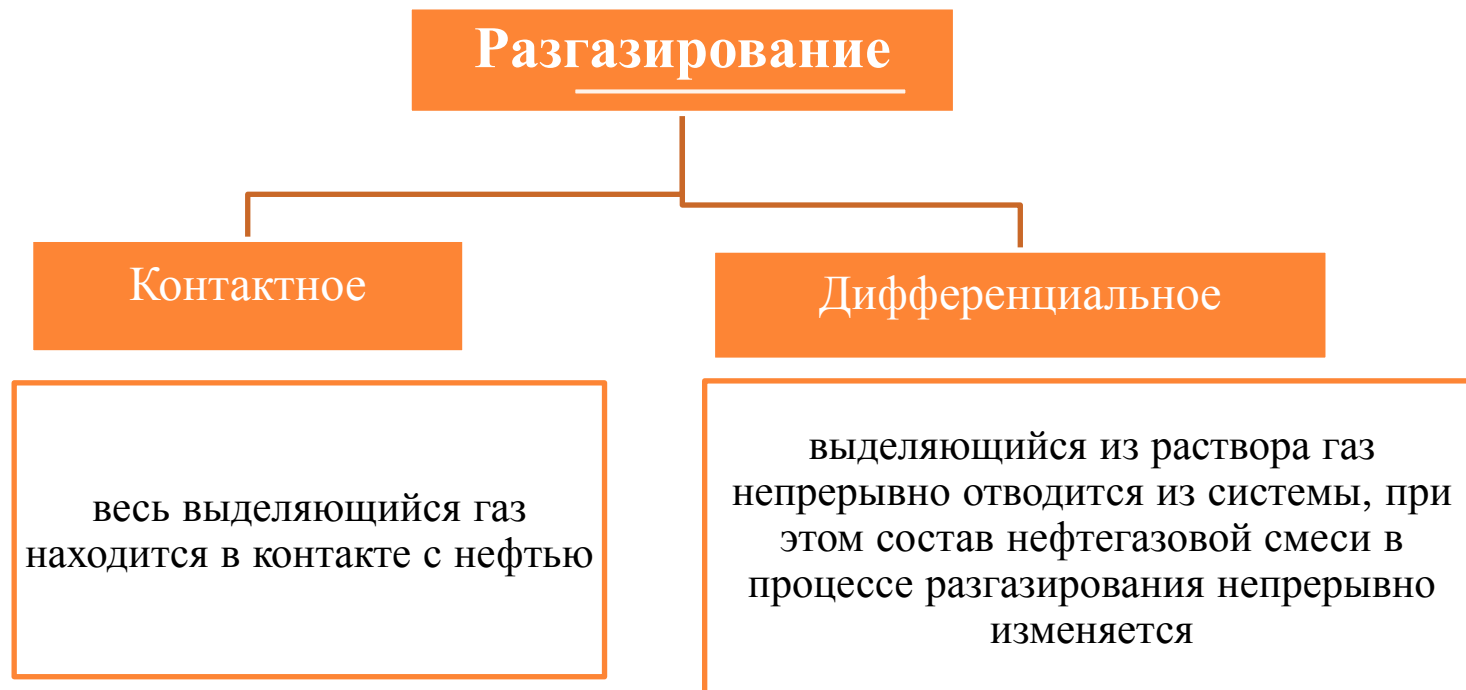 Разгазирование
Контактное
Дифференциальное
весь выделяющийся газ
находится в контакте с нефтью
выделяющийся из раствора газ
непрерывно отводится из системы, при
этом состав нефтегазовой смеси в
процессе разгазирования непрерывно
изменяется